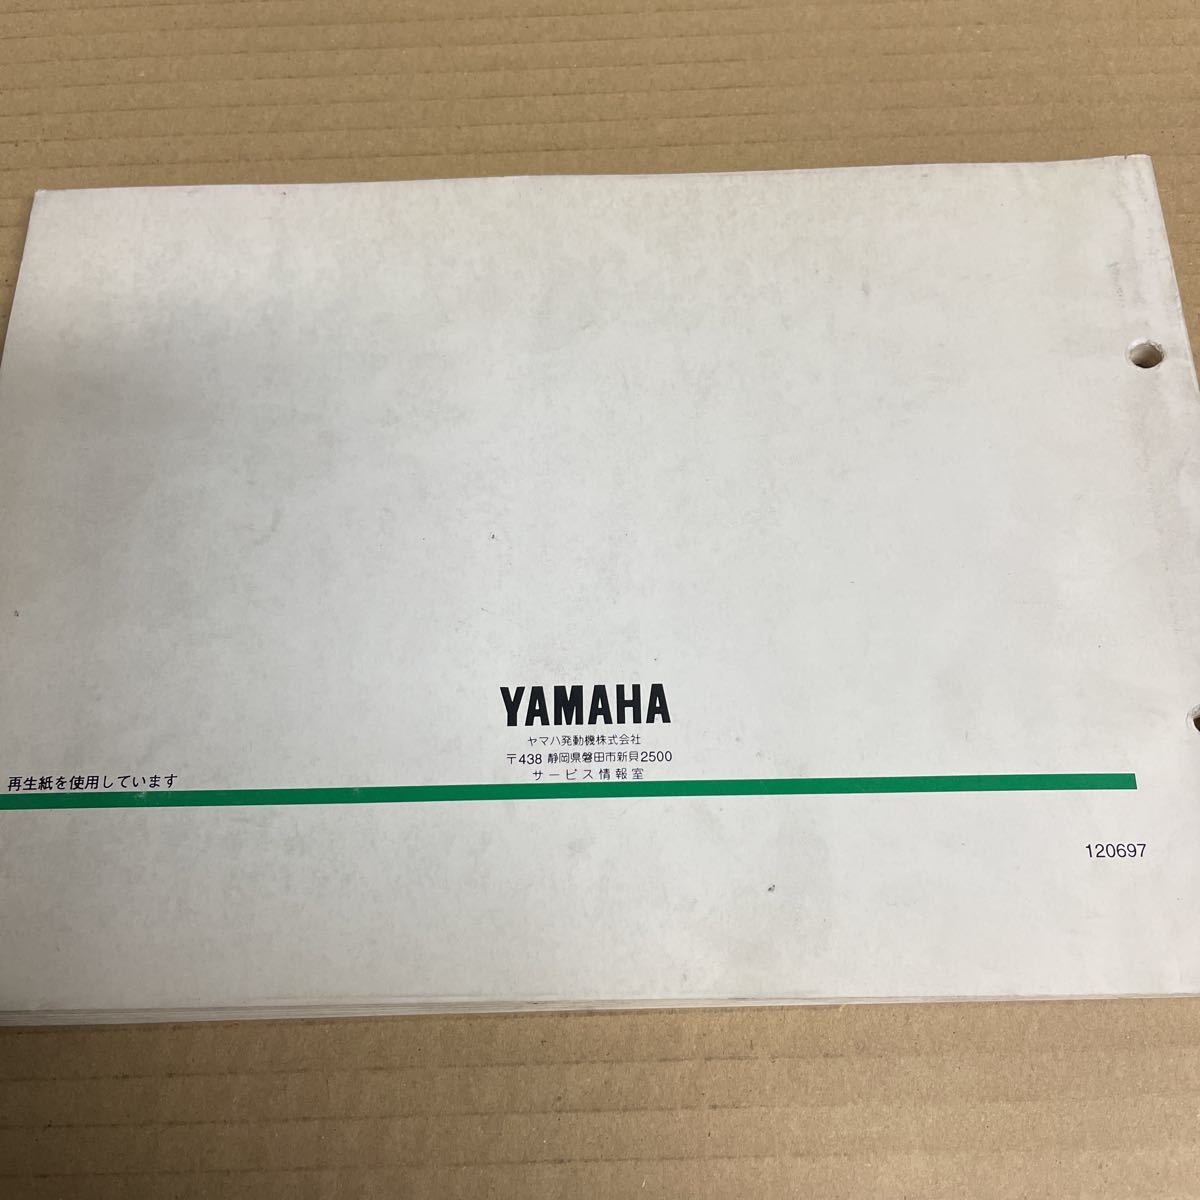 YAMAHA
ヤマハ発動機株式会社
〒438 静岡県磐田市新貝2500
サービス情報室
再生紙を使用しています
120697